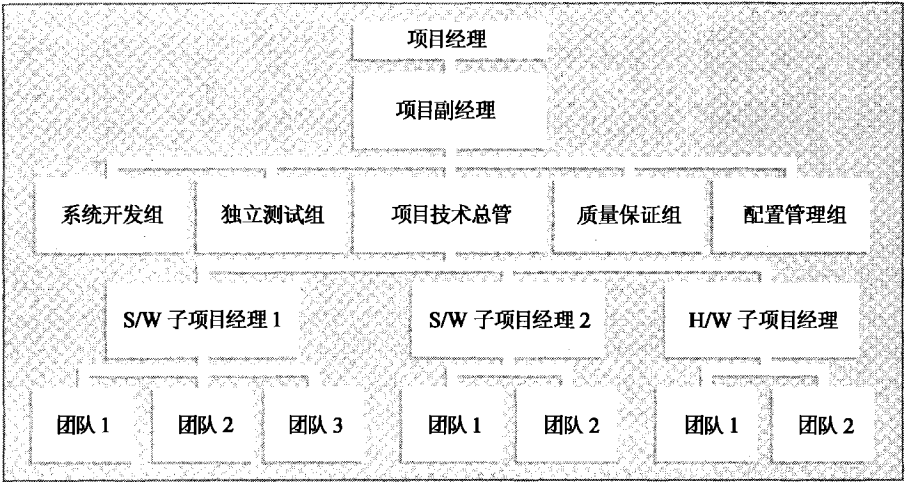 项目经理
项目副经理
系统开发组 独立测试组 项目技术总管 质量保证组 配置管理组
S/W 子项目经理 1 S/W 子项目经理 2 H/W 子项目经理
团队 1 团队 2 团队 3 团队 1 团队 2 团队 1 团队 2